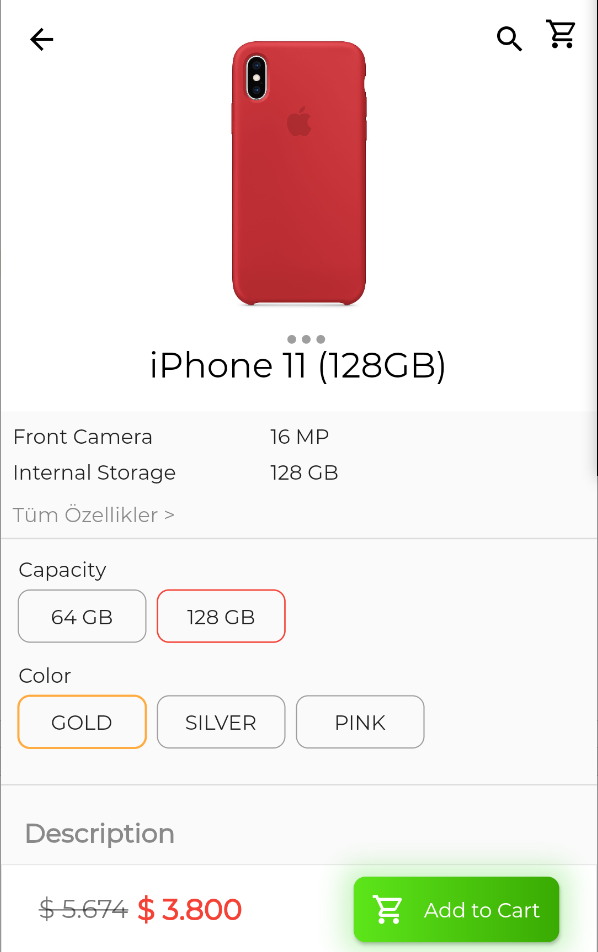 iPhone 11 (128GB)
Front Camera 16 MP
Internal Storage 128 GB
Tüm Özellikler >
Capacity
64 GB 128 GB
Color
GOLD SILVER PINK
Description
$ 5.674 $ 3.800 Add to Cart